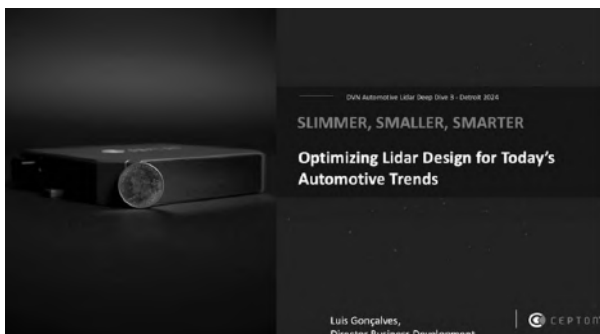 DVN Automotive Lidar Deep Dive 3 - Detroit 2024
SLIMMER, SMALLER, SMARTER
Optimizing Lidar Design for Today's
Automotive Trends
Luis Gonçalves,
Director Business Development
CEPTON